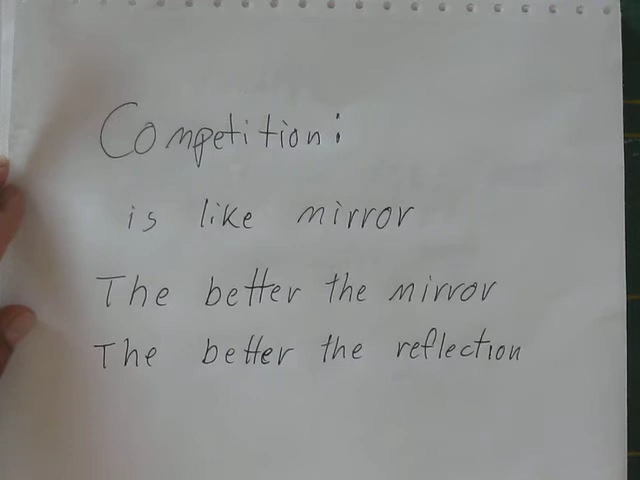 Competition:
is like mirror
The better the mirror
The better the reflection